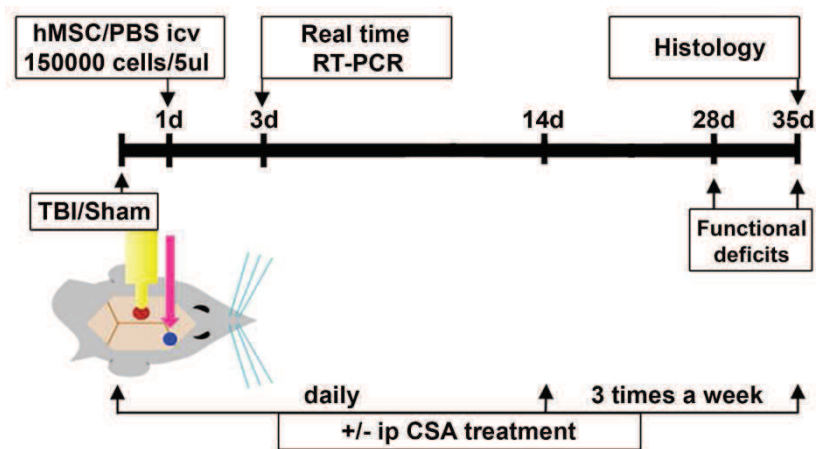 hMSC/PBS icv
150000 cells/5ul
Real time
RT-PCR
Histology
1d
3d
14d
28d
35d
TBI/Sham
Functional
deficits
daily
3 times a week
+/- ip CSA treatment